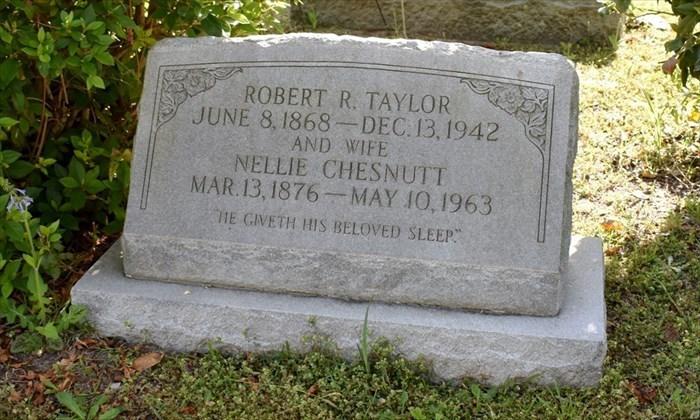 ROBERT R. TAYLOR
JUNE 8, 1868 — DEC. 13, 1942
AND WIFE
NELLIE CHESNUTT
MAR. 13, 1876 — MAY 10, 1963
"HE GIVETH HIS BELOVED SLEEP."